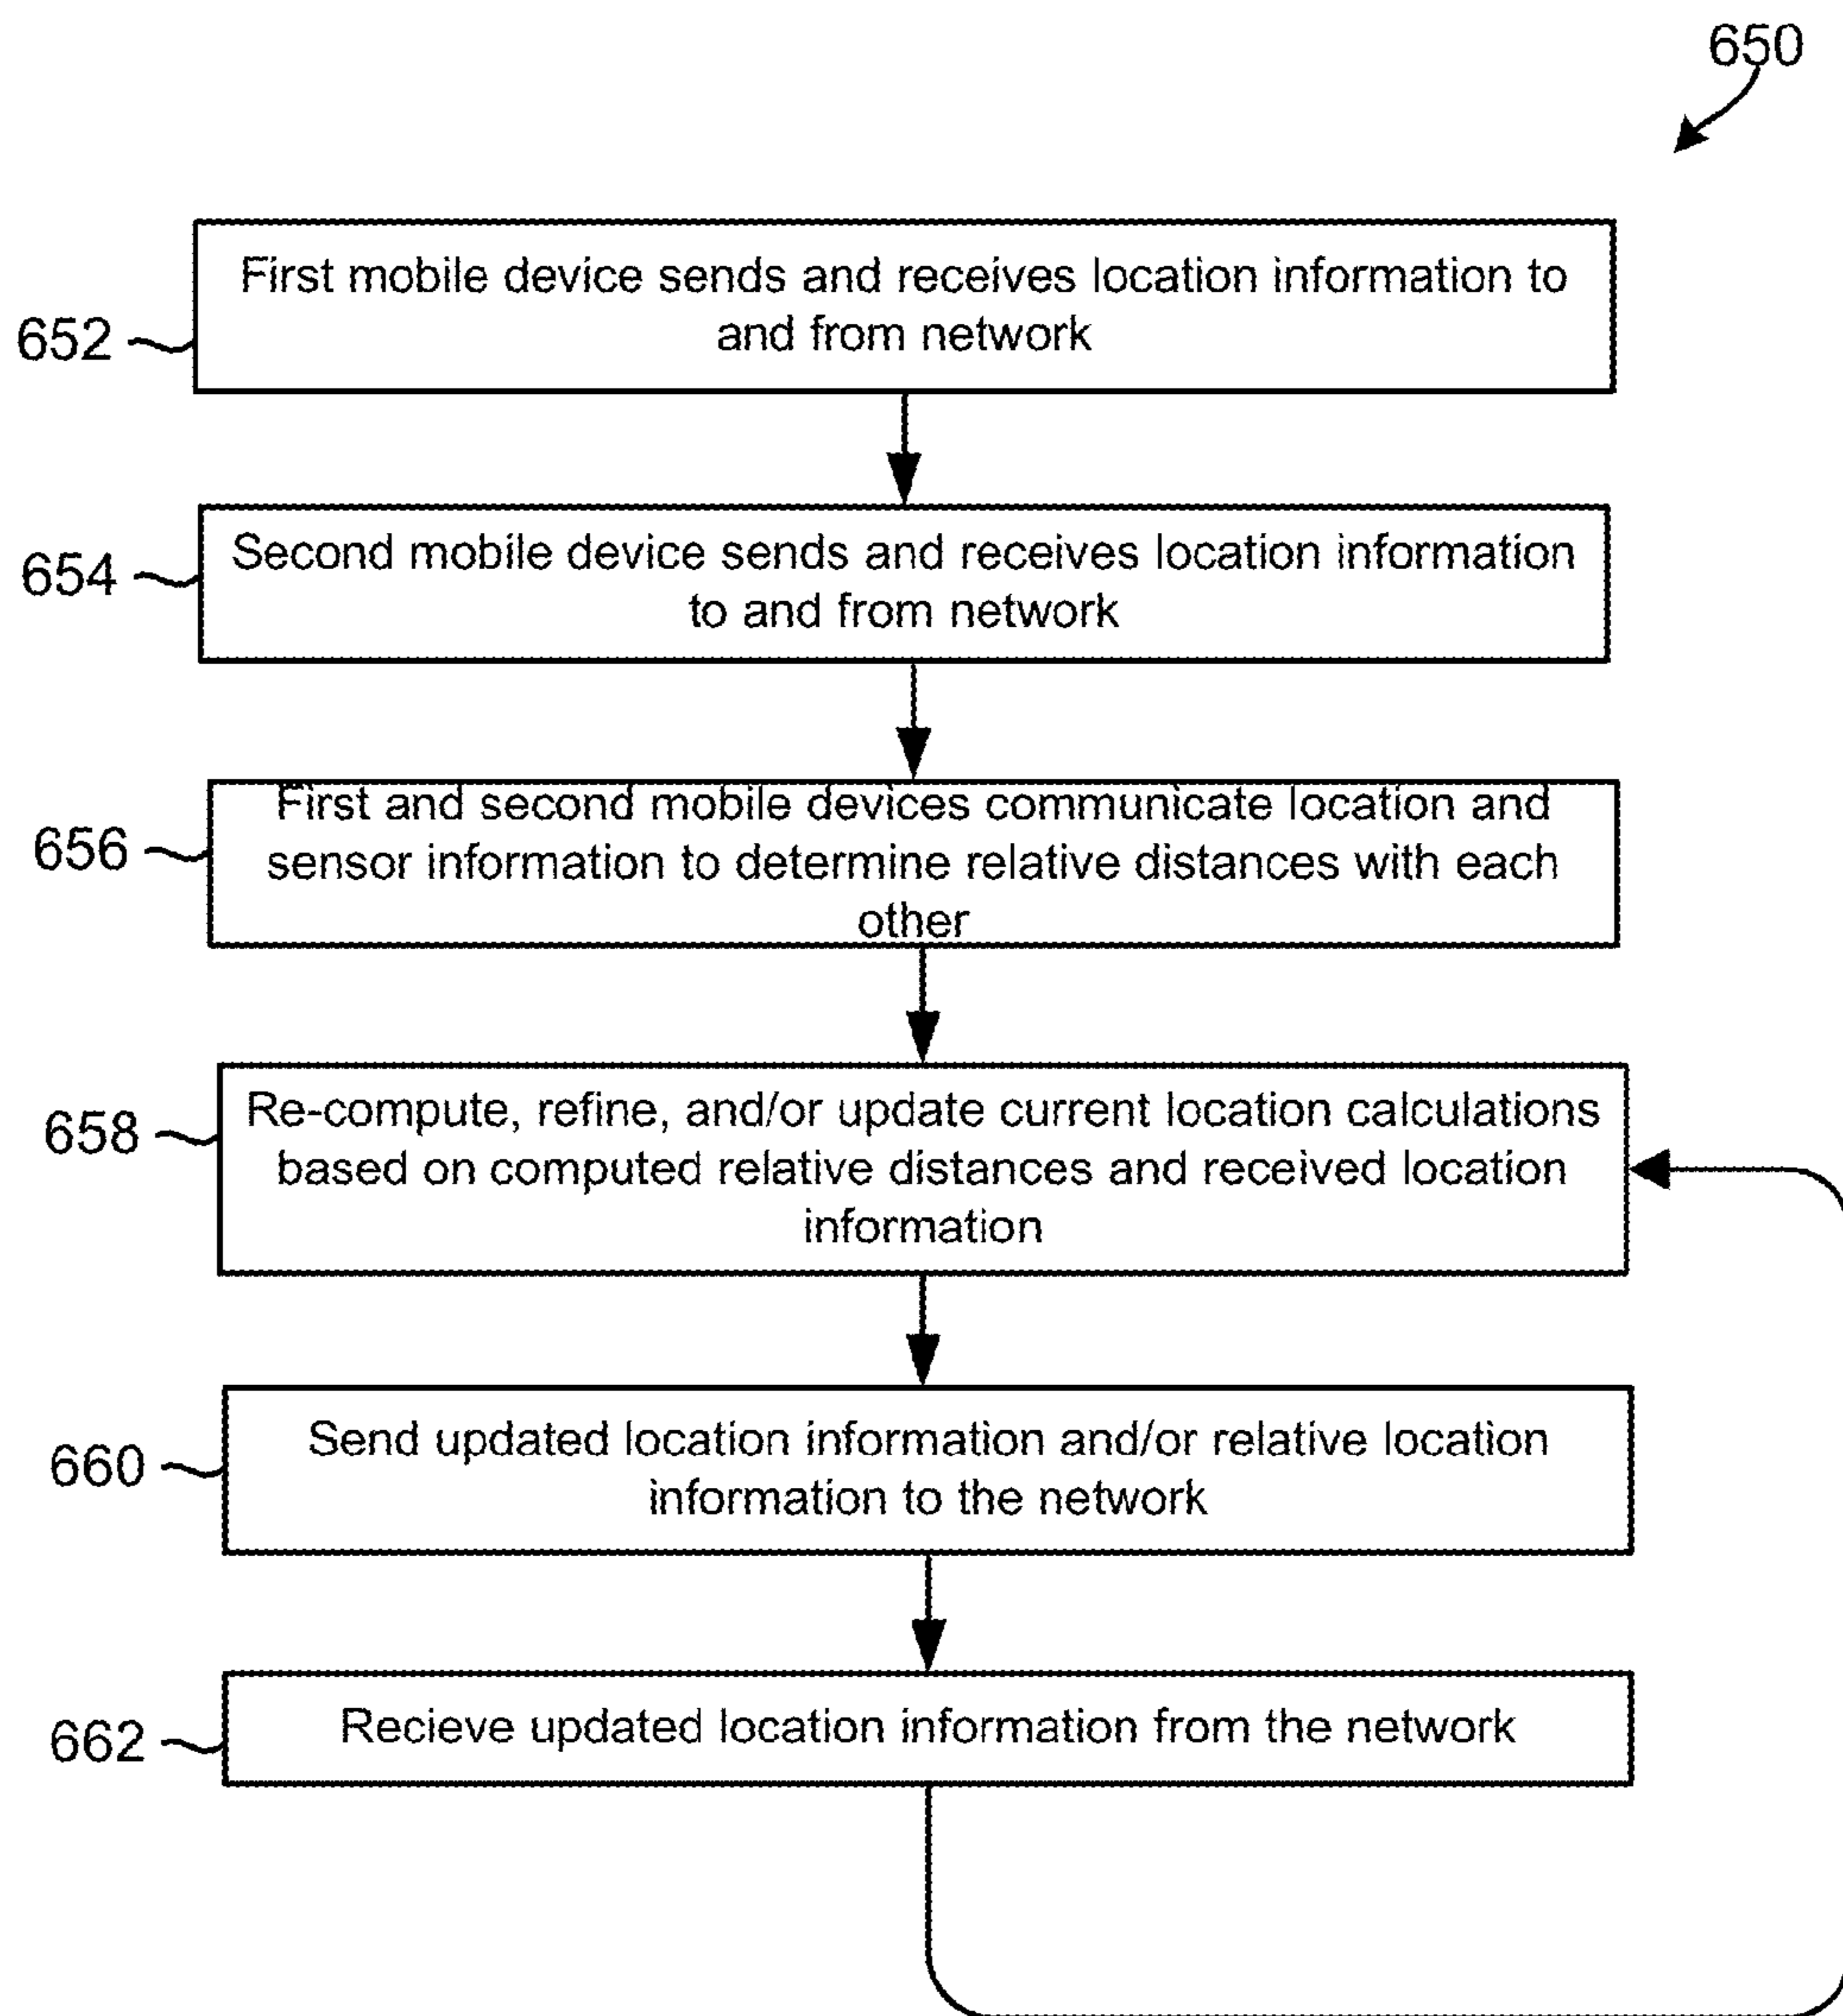 650
First mobile device sends and receives location information to
and from network
652
Second mobile device sends and receives location information
to and from network
654
First and second mobile devices communicate location and
sensor information to determine relative distances with each
other
656
Re-compute, refine, and/or update current location calculations
based on computed relative distances and received location
information
658
Send updated location information and/or relative location
information to the network
660
Recieve updated location information from the network
662